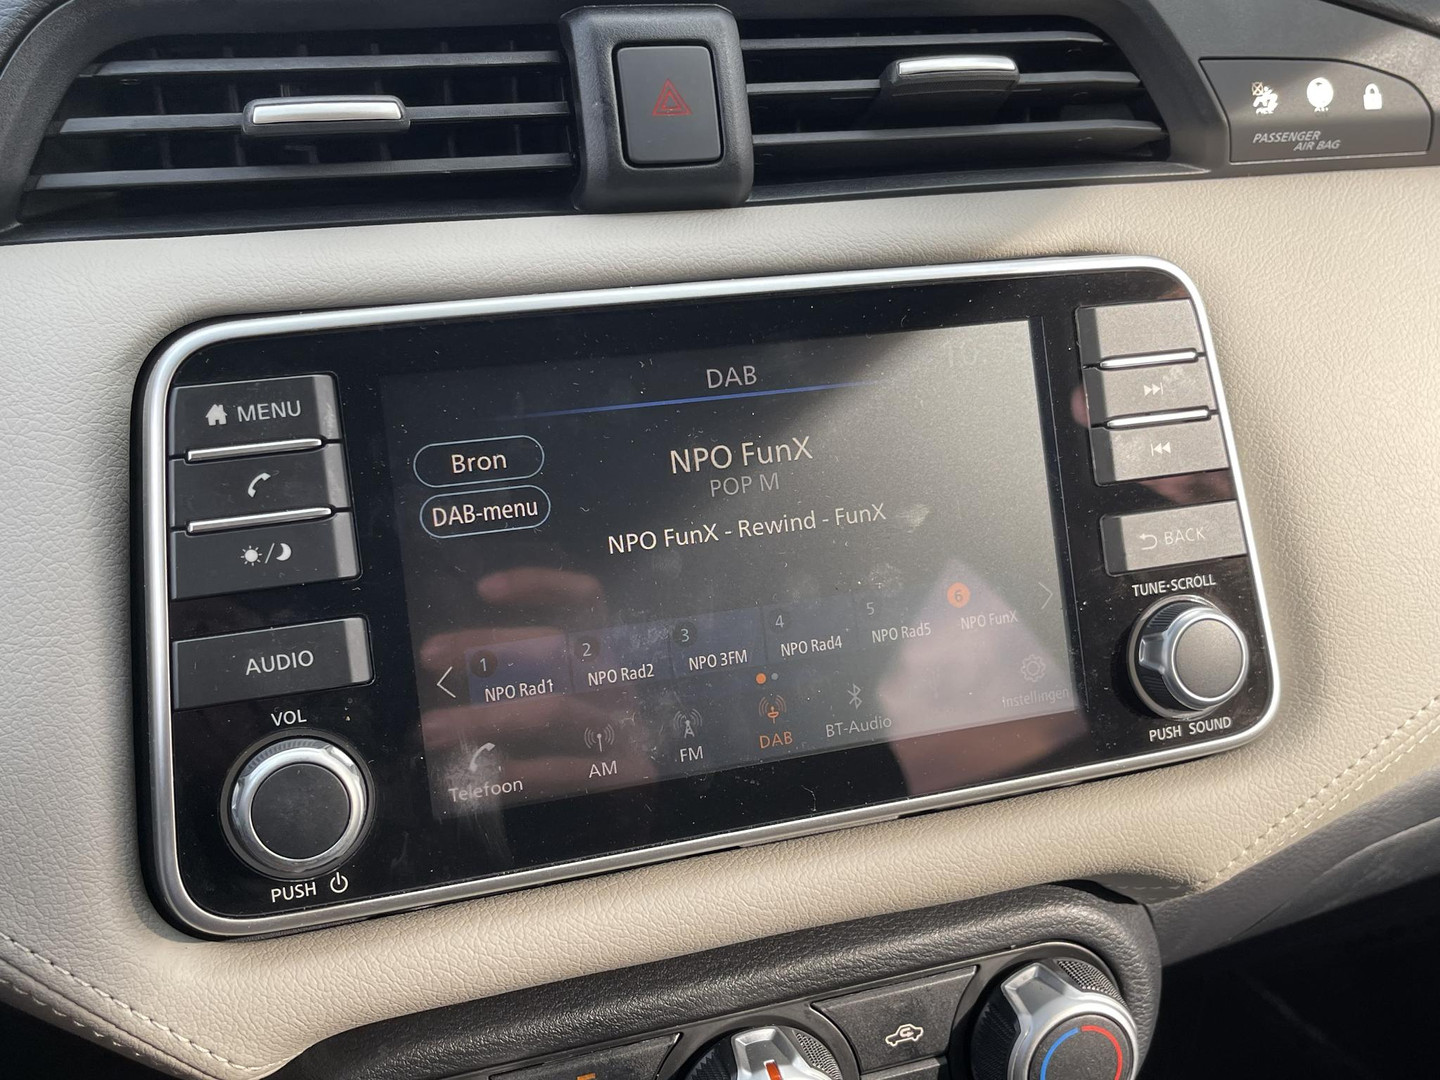 PASSENGER
AIR BAG
DAB
MENU
Bron
NPO FunX
POP M
DAB-menu
NPO FunX - Rewind - FunX
BACK
TUNE·SCROLL
AUDIO
1
NPO Rad1
2
NPO Rad2
3
NPO 3FM
4
NPO Rad4
5
NPO Rad5
6
NPO FunX
VOL
Telefoon
AM
FM
DAB
BT-Audio
Instellingen
PUSH SOUND
PUSH